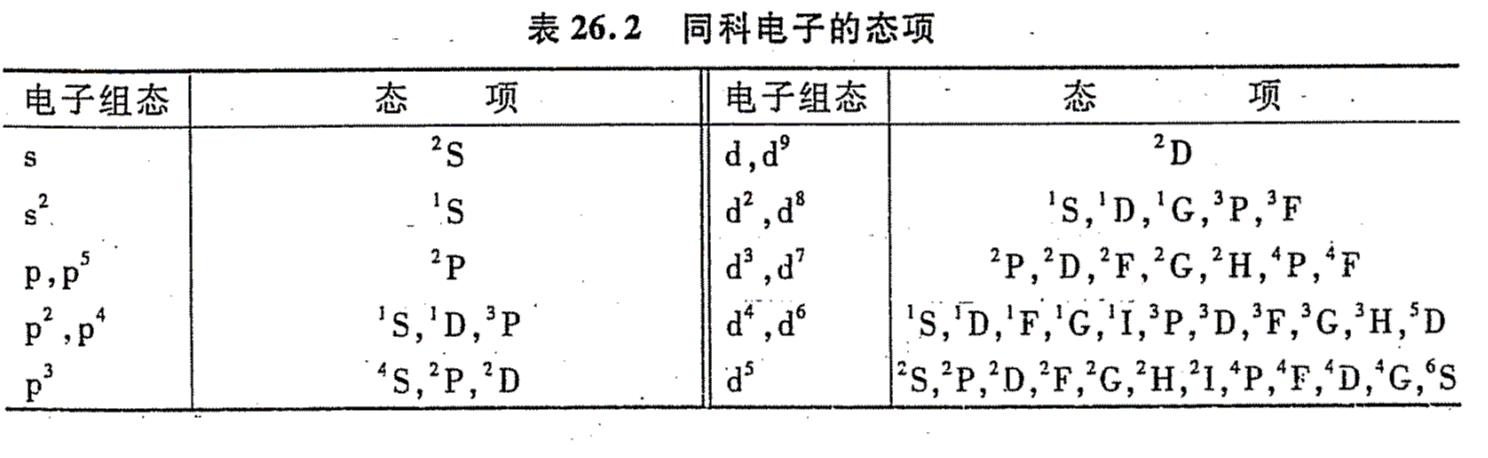 表 26.2 同科电子的态项
电子组态 态 项 电子组态 态 项
s ²S d,d⁹ ²D
s² ¹S d²,d⁸ ¹S,¹D,¹G,³P,³F
p,p⁵ ²P d³,d⁷ ²P,²D,²F,²G,²H,⁴P,⁴F
p²,p⁴ ¹S,¹D,³P d⁴,d⁶ ¹S,¹D,¹F,¹G,¹I,³P,³D,³F,³G,³H,⁵D
p³ ⁴S,²P,²D d⁵ ²S,²P,²D,²F,²G,²H,²I,⁴P,⁴F,⁴D,⁴G,⁶S